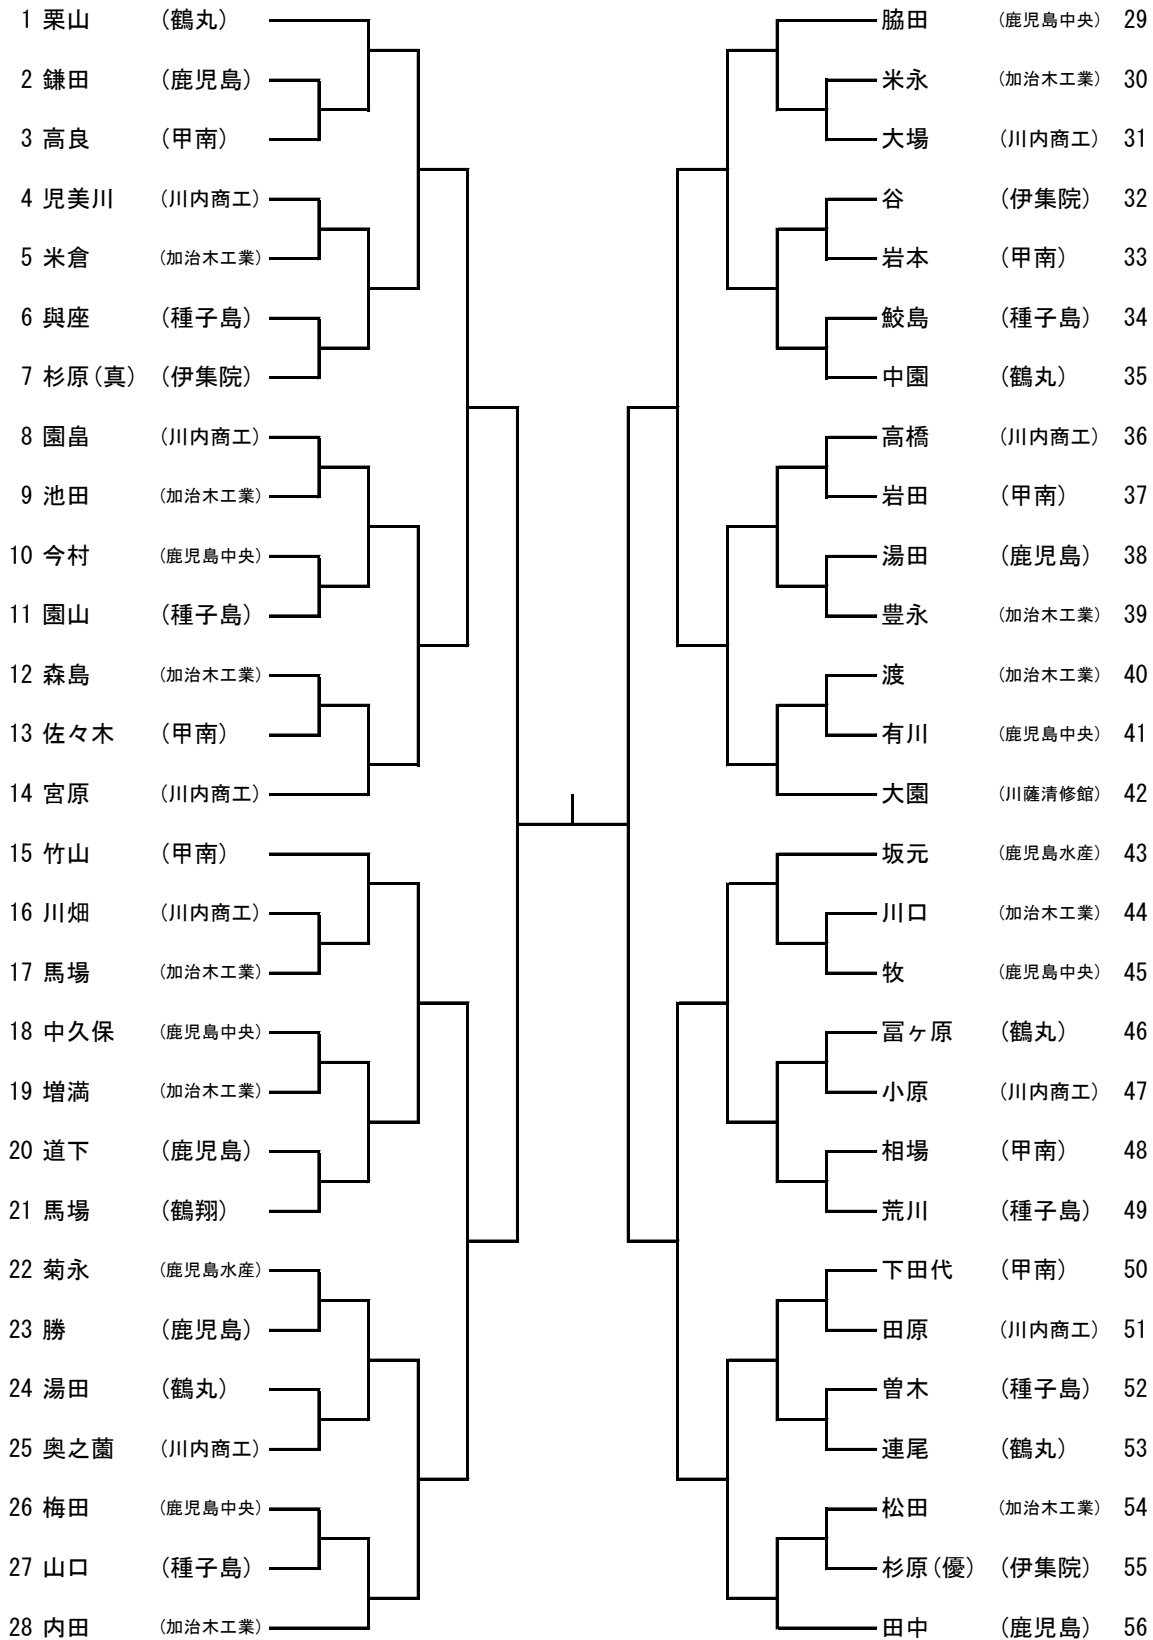 1 栗山 (鶴丸)
2 鎌田 (鹿児島)
3 高良 (甲南)
4 児美川 (川内商工)
5 米倉 (加治木工業)
6 與座 (種子島)
7 杉原(真) (伊集院)
8 園畠 (川内商工)
9 池田 (加治木工業)
10 今村 (鹿児島中央)
11 園山 (種子島)
12 森島 (加治木工業)
13 佐々木 (甲南)
14 宮原 (川内商工)
15 竹山 (甲南)
16 川畑 (川内商工)
17 馬場 (加治木工業)
18 中久保 (鹿児島中央)
19 増満 (加治木工業)
20 道下 (鹿児島)
21 馬場 (鶴翔)
22 菊永 (鹿児島水産)
23 勝 (鹿児島)
24 湯田 (鶴丸)
25 奥之薗 (川内商工)
26 梅田 (鹿児島中央)
27 山口 (種子島)
28 内田 (加治木工業)
脇田 (鹿児島中央) 29
米永 (加治木工業) 30
大場 (川内商工) 31
谷 (伊集院) 32
岩本 (甲南) 33
鮫島 (種子島) 34
中園 (鶴丸) 35
高橋 (川内商工) 36
岩田 (甲南) 37
湯田 (鹿児島) 38
豊永 (加治木工業) 39
渡 (加治木工業) 40
有川 (鹿児島中央) 41
大園 (川薩清修館) 42
坂元 (鹿児島水産) 43
川口 (加治木工業) 44
牧 (鹿児島中央) 45
冨ヶ原 (鶴丸) 46
小原 (川内商工) 47
相場 (甲南) 48
荒川 (種子島) 49
下田代 (甲南) 50
田原 (川内商工) 51
曽木 (種子島) 52
連尾 (鶴丸) 53
松田 (加治木工業) 54
杉原(優) (伊集院) 55
田中 (鹿児島) 56